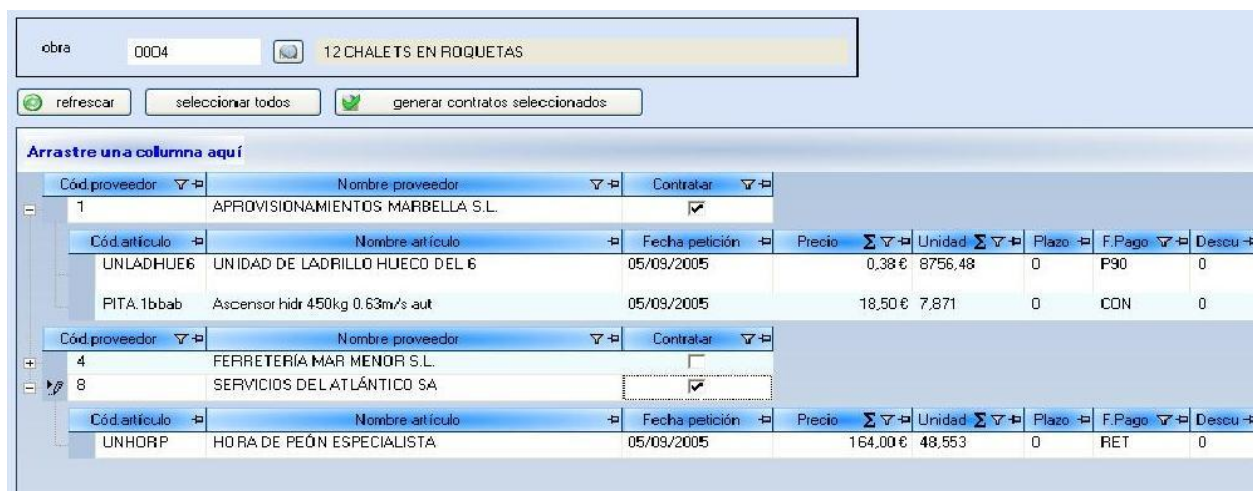 obra 0004 12 CHALETS EN ROQUETAS
refrescar seleccionar todos generar contratos seleccionados
Arrastre una columna aquí
Cód.proveedor Nombre proveedor Contratar
1 APROVISIONAMIENTOS MARBELLA S.L.
Cód.artículo Nombre artículo Fecha petición Precio Σ Unidad Σ Plazo F.Pago Descu
UNLADHUE6 UNIDAD DE LADRILLO HUECO DEL 6 05/09/2005 0,38 € 8756,48 0 P90 0
PITA.1bbab Ascensor hidr 450kg 0.63m/s aut 05/09/2005 18,50 € 7,871 0 CON 0
Cód.proveedor Nombre proveedor Contratar
4 FERRETERÍA MAR MENOR S.L.
8 SERVICIOS DEL ATLÁNTICO SA
Cód.artículo Nombre artículo Fecha petición Precio Σ Unidad Σ Plazo F.Pago Descu
UNHORP HORA DE PEÓN ESPECIALISTA 05/09/2005 164,00 € 48,553 0 RET 0